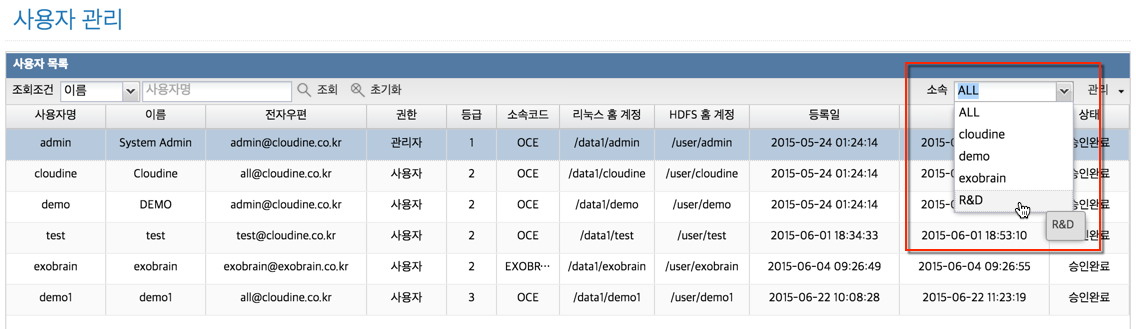 사용자 관리
사용자 목록
조회조건 이름 사용자명 조회 초기화 소속 ALL 관리
사용자명 이름 전자우편 권한 등급 소속코드 리눅스 홈 계정 HDFS 홈 계정 등록일 상태
ALL
cloudine
demo
exobrain
R&D
R&D
admin System Admin admin@cloudine.co.kr 관리자 1 OCE /data1/admin /user/admin 2015-05-24 01:24:14 승인완료
cloudine Cloudine all@cloudine.co.kr 사용자 2 OCE /data1/cloudine /user/cloudine 2015-05-24 01:24:14 승인완료
demo DEMO admin@cloudine.co.kr 사용자 2 OCE /data1/demo /user/demo 2015-05-24 01:24:14 승인완료
test test test@cloudine.co.kr 사용자 2 OCE /data1/test /user/test 2015-06-01 18:34:33 2015-06-01 18:53:10 인완료
exobrain exobrain exobrain@exobrain.co.kr 사용자 2 EXOBR… /data1/exobrain /user/exobrain 2015-06-04 09:26:49 2015-06-04 09:26:55 승인완료
demo1 demo1 all@cloudine.co.kr 사용자 3 OCE /data1/demo1 /user/demo1 2015-06-22 10:08:28 2015-06-22 11:23:19 승인완료